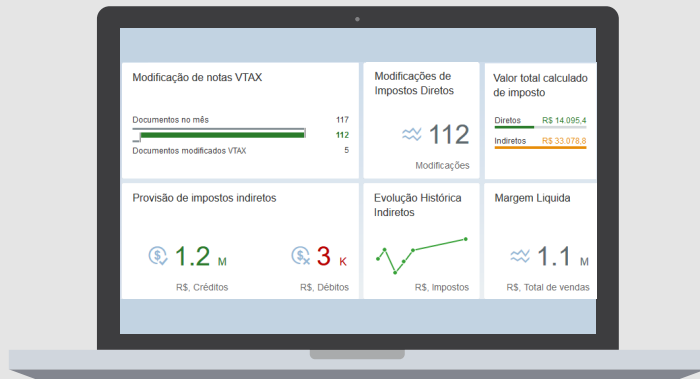 Modificação de notas VTAX
Documentos no mês 117
112
Documentos modificados VTAX 5
Modificações de
Impostos Diretos
112
Modificações
Valor total calculado
de imposto
Diretos R$ 14.095,4
Indiretos R$ 33.078,8
Provisão de impostos indiretos
$ 1.2 M
R$, Créditos
$ 3 K
R$, Débitos
Evolução Histórica
Indiretos
R$, Impostos
Margem Liquida
1.1 M
R$, Total de vendas